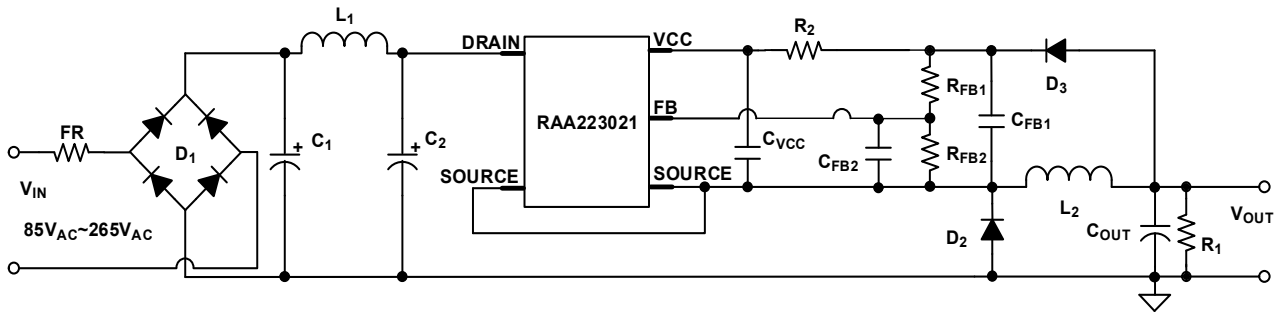 L1
R2
DRAIN
VCC
D3
RFB1
FR
RAA223021
FB
CFB1
D1
C1
C2
CVCC
CFB2
RFB2
SOURCE
SOURCE
VIN
L2
VOUT
85VAC~265VAC
D2
COUT
R1